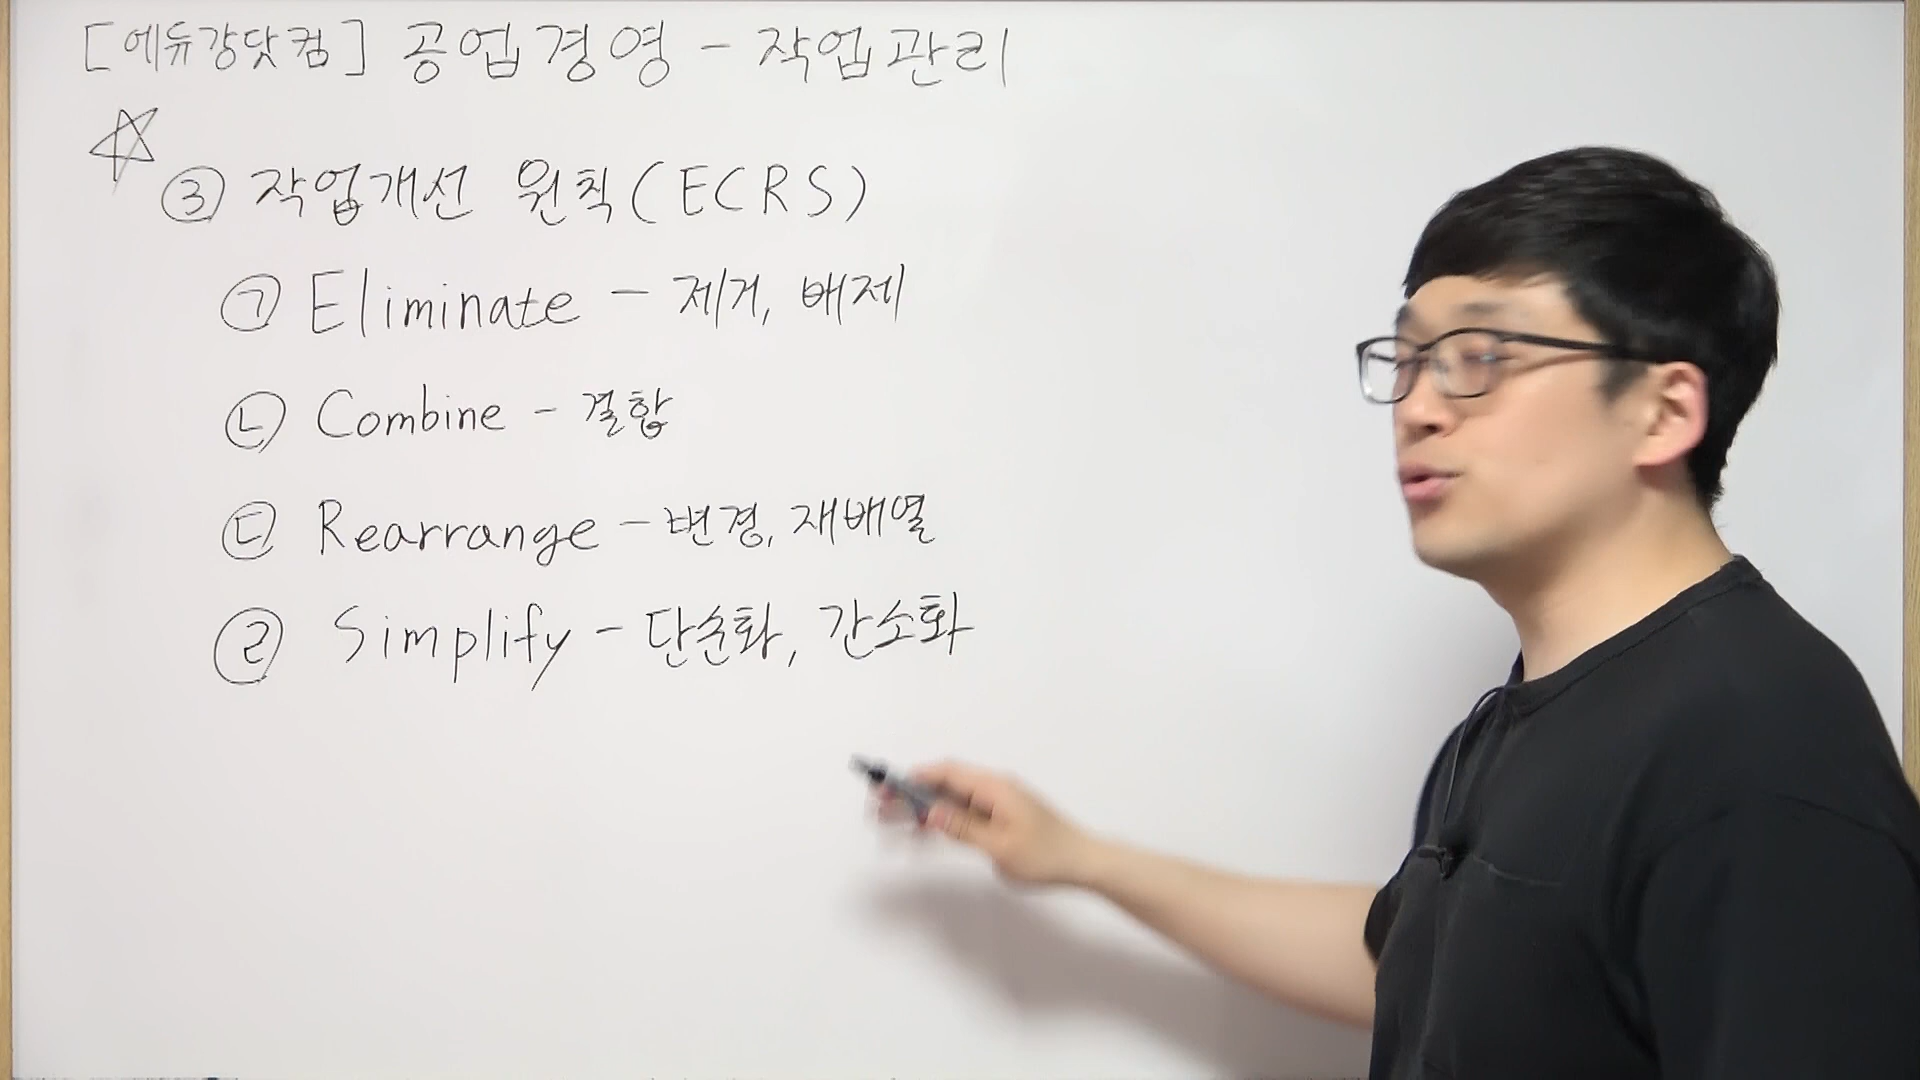 [에듀강닷컴] 공업경영 - 작업관리
☆
③ 작업개선 원칙(ECRS)
㉠ Eliminate - 제거, 배제
㉡ Combine - 결합
㉢ Rearrange - 변경, 재배열
㉣ Simplify - 단순화, 간소화